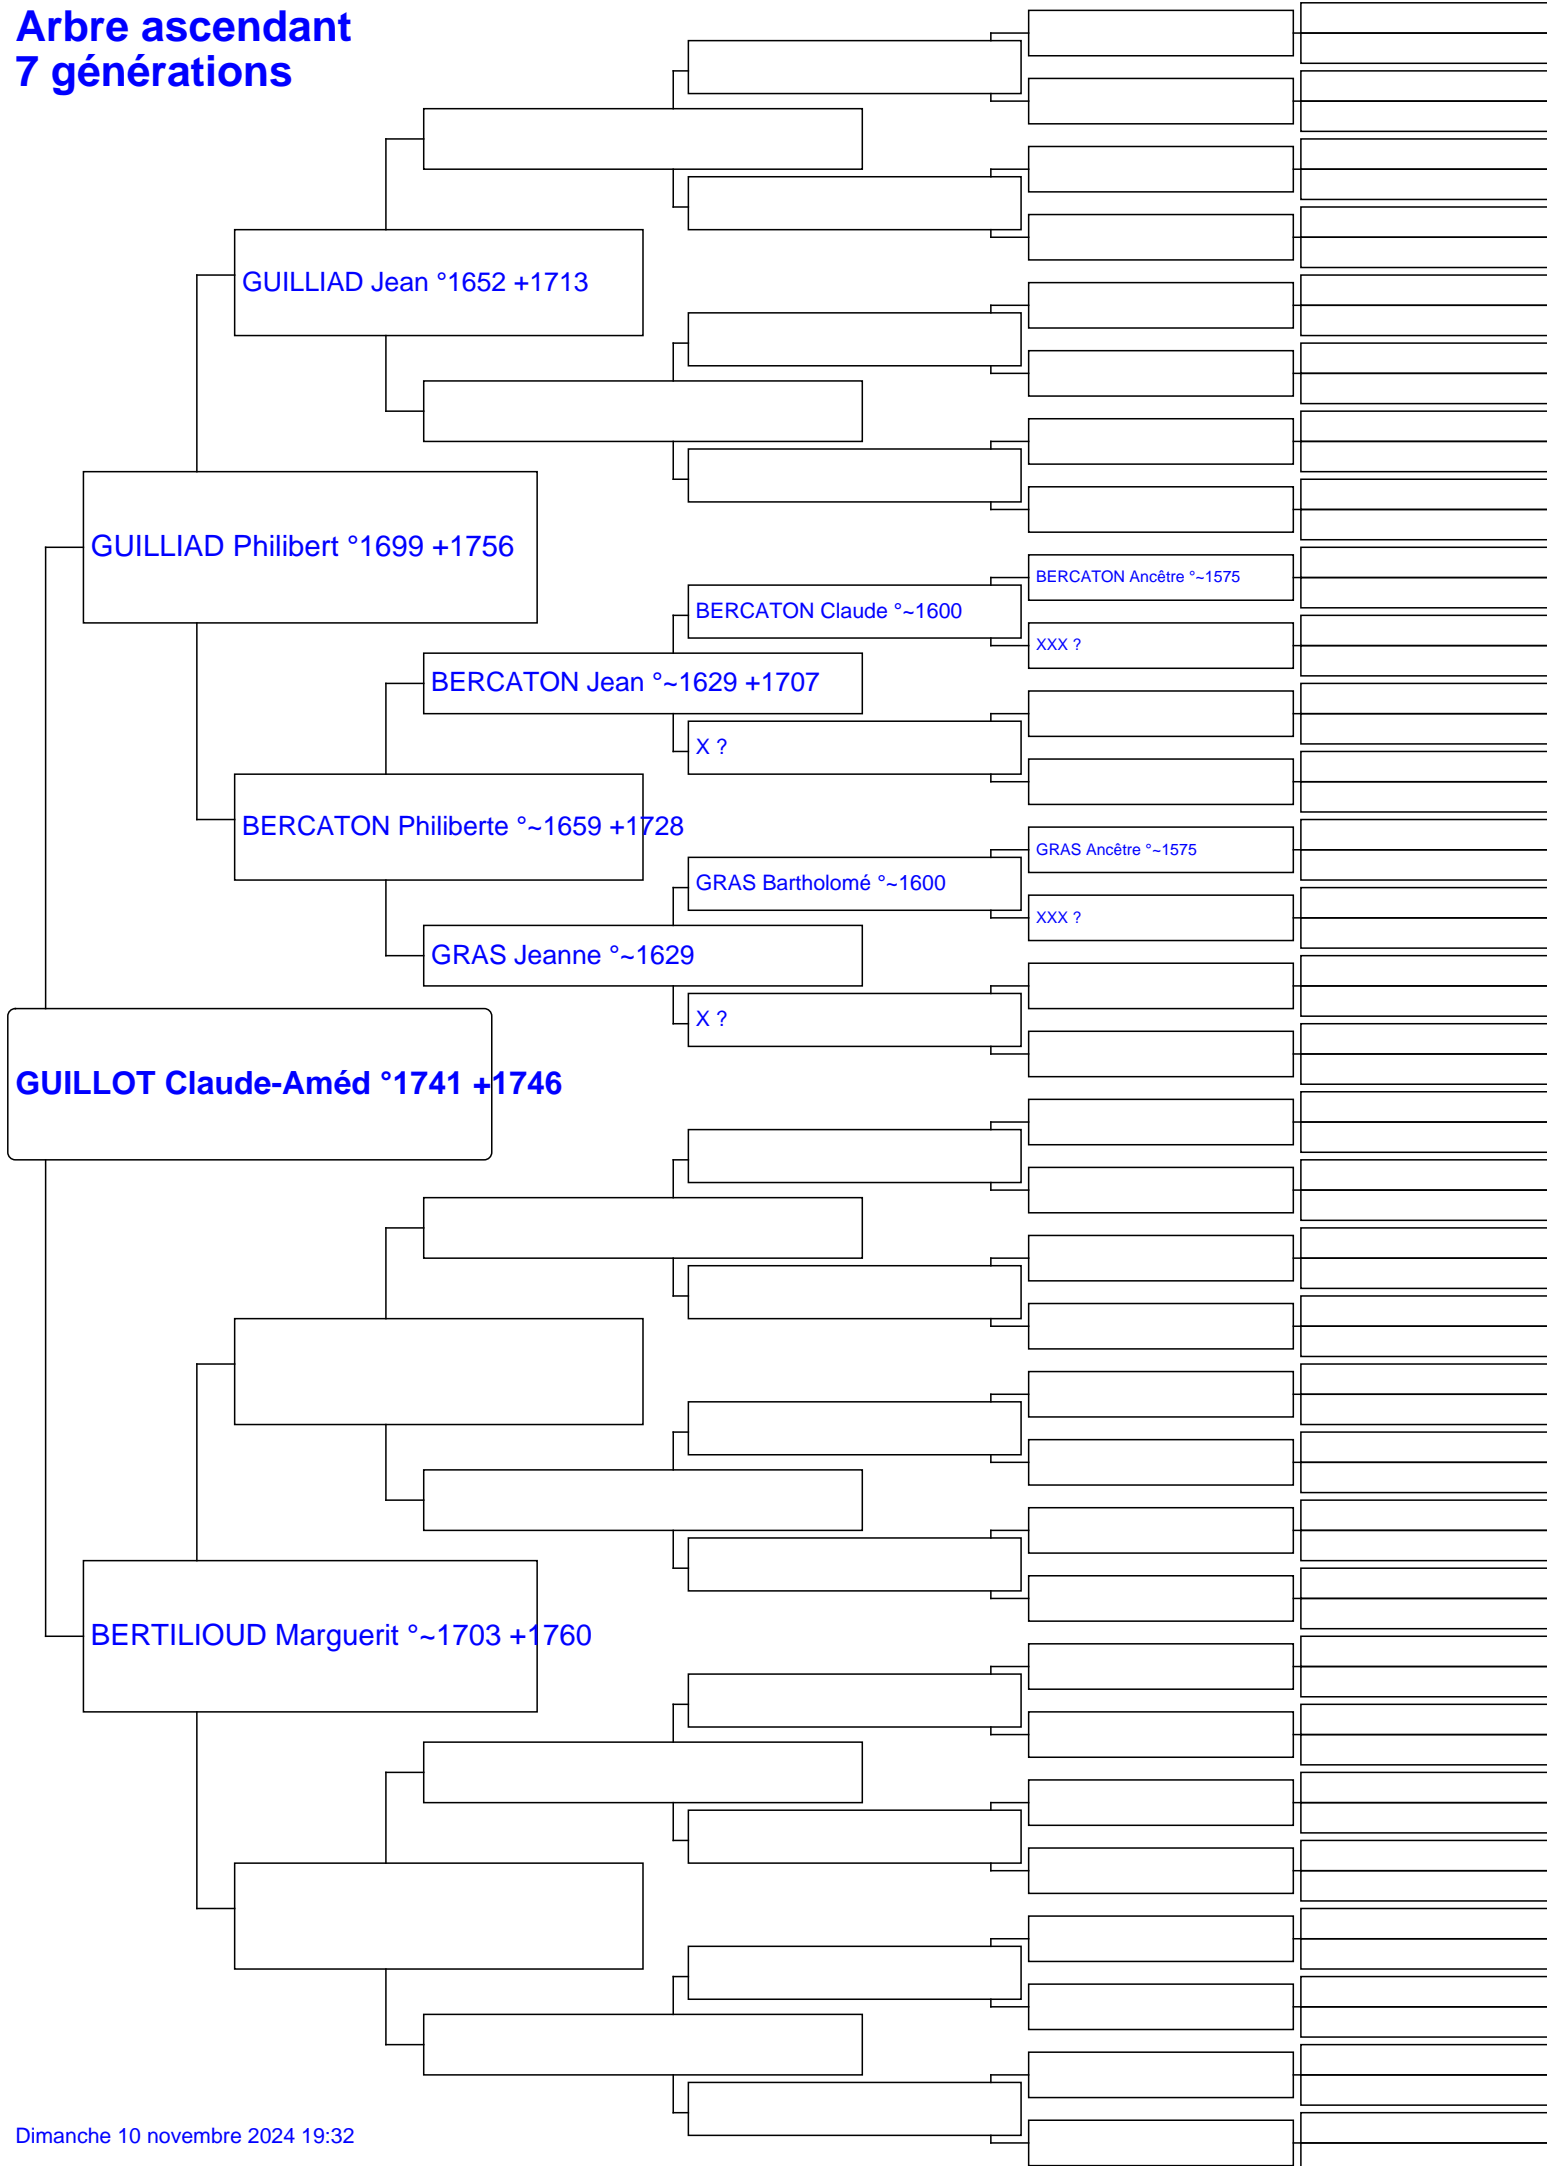 Arbre ascendant
7 générations
GUILLIAD Jean °1652 +1713
GUILLIAD Philibert °1699 +1756
BERCATON Ancêtre °~1575
BERCATON Claude °~1600
XXX ?
BERCATON Jean °~1629 +1707
X ?
BERCATON Philiberte °~1659 +1728
GRAS Ancêtre °~1575
GRAS Bartholomé °~1600
XXX ?
GRAS Jeanne °~1629
X ?
GUILLOT Claude-Améd °1741 +1746
BERTILIOUD Marguerit °~1703 +1760
Dimanche 10 novembre 2024 19:32